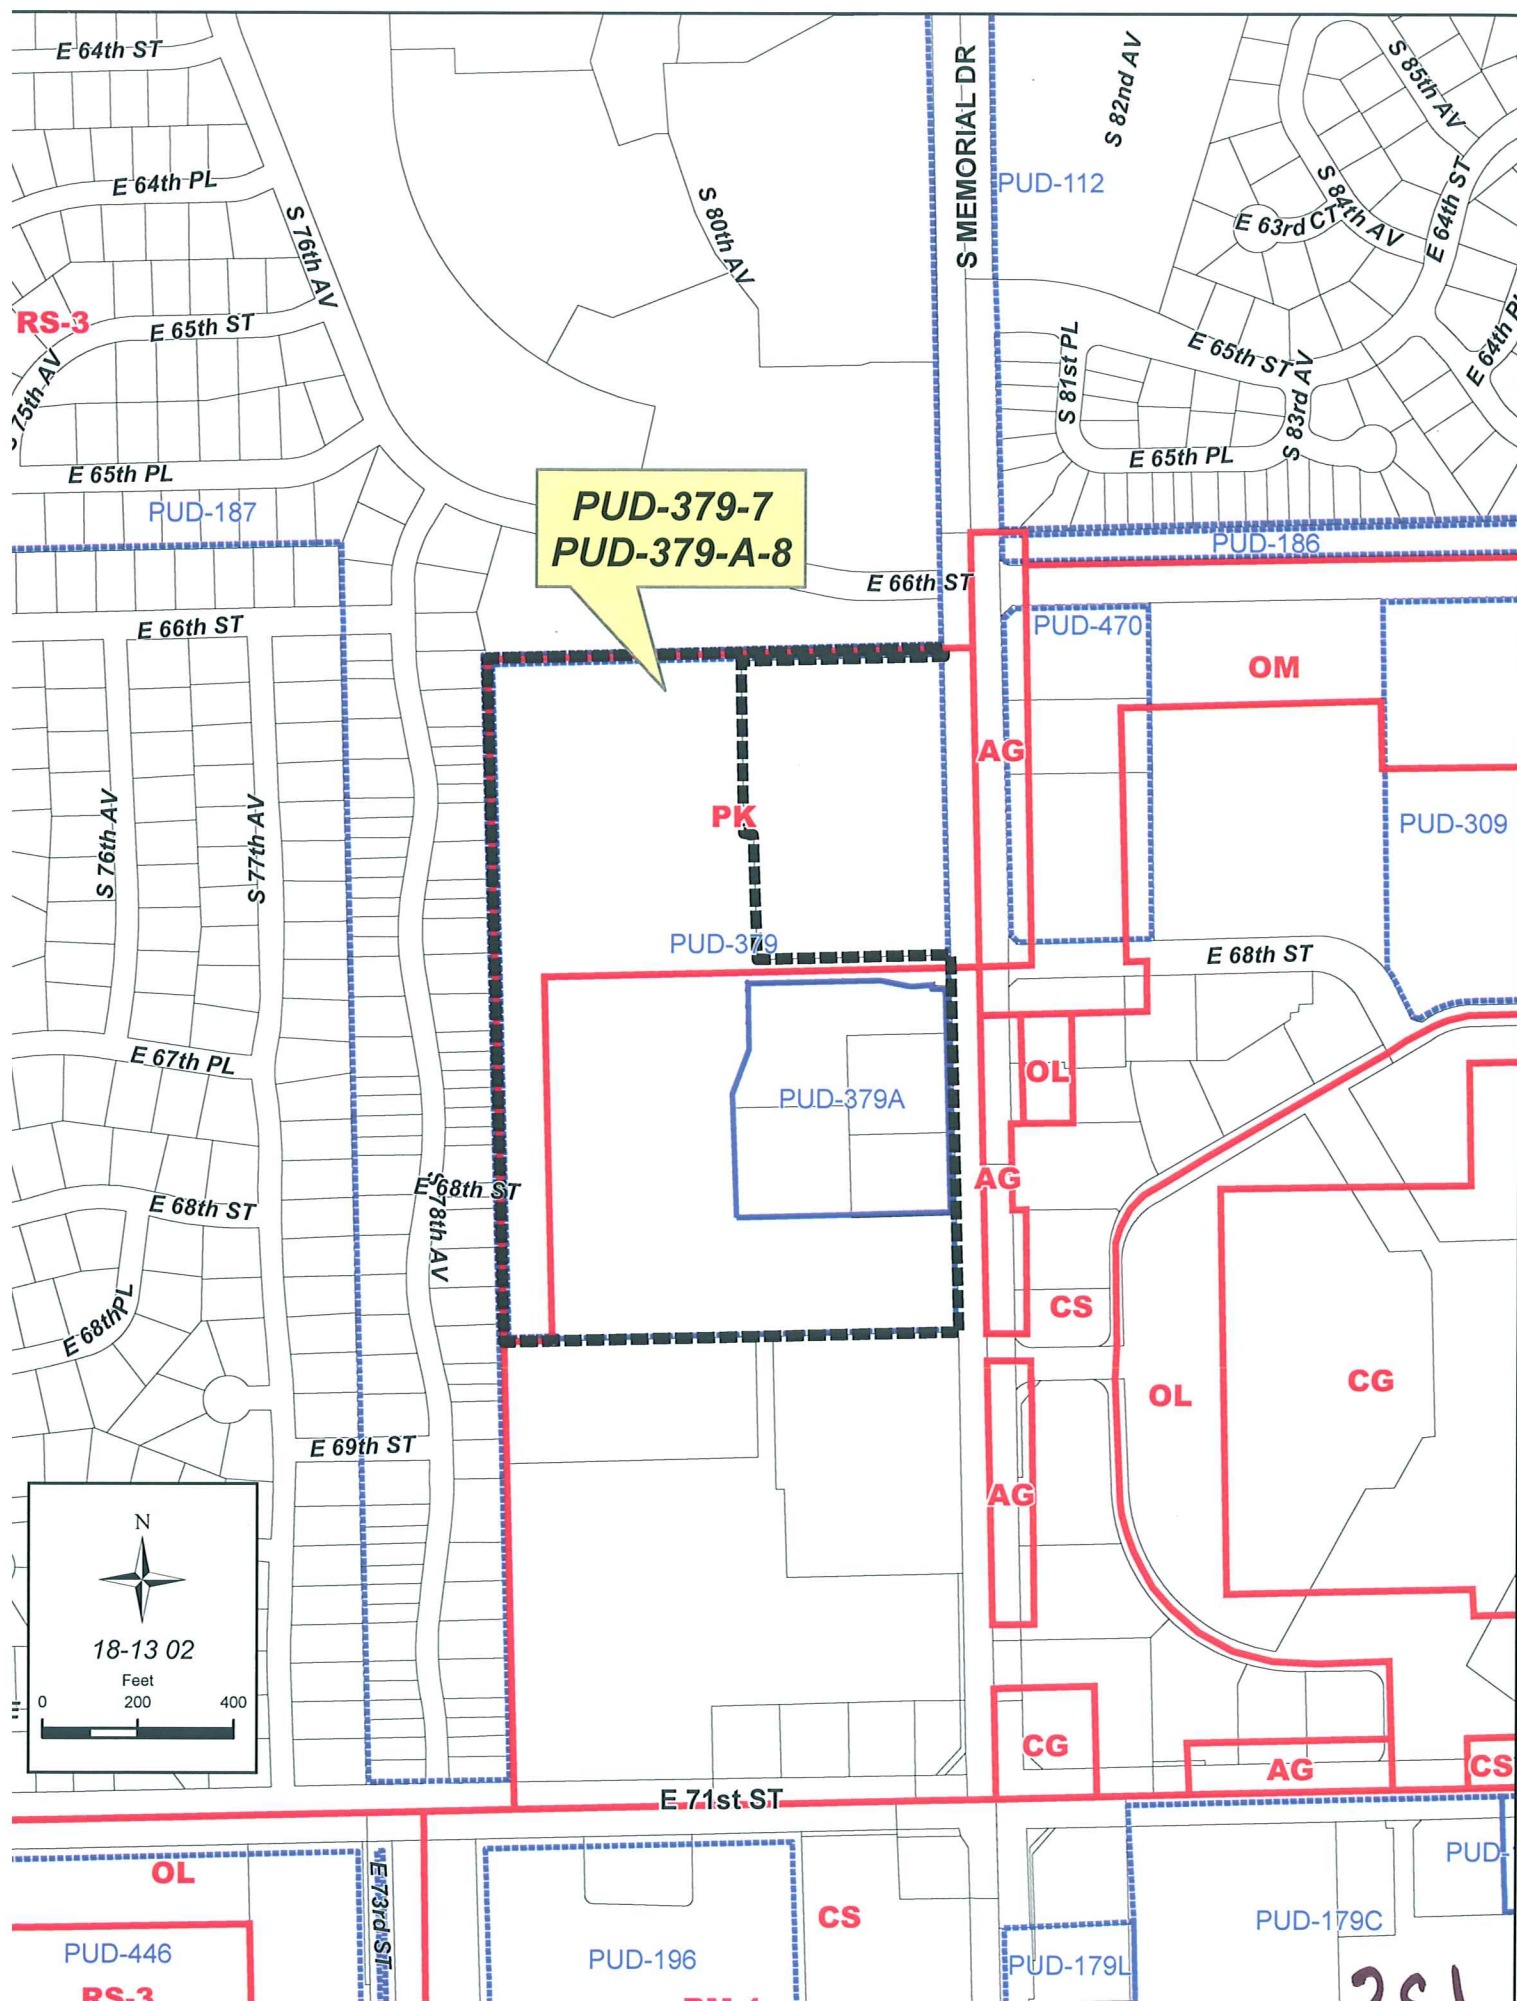 E 64th ST
S MEMORIAL DR
S 82nd AV
S 85th AV
E 64th PL
S 76th AV
S 80th AV
PUD-112
S 84th AV
E 63rd CT
E 64th ST
RS-3
E 65th ST
E 65th ST
S 81st PL
S 83rd AV
75th AV
E 65th PL
E 65th PL
PUD-187
PUD-379-7
PUD-379-A-8
PUD-186
E 66th ST
E 66th ST
PUD-470
OM
AG
PK
PUD-309
S 76th AV
S 77th AV
PUD-379
E 68th ST
E 67th PL
OL
PUD-379A
E 68th ST
S 78th AV
AG
E 68th ST
E 68th PL
CS
OL
CG
E 69th ST
AG
N
18-13 02
Feet
0 200 400
CG
AG
CS
E 71st ST
OL
E 73rd ST
PUD-
CS
PUD-446
PUD-196
PUD-179L
PUD-179C
RS-3